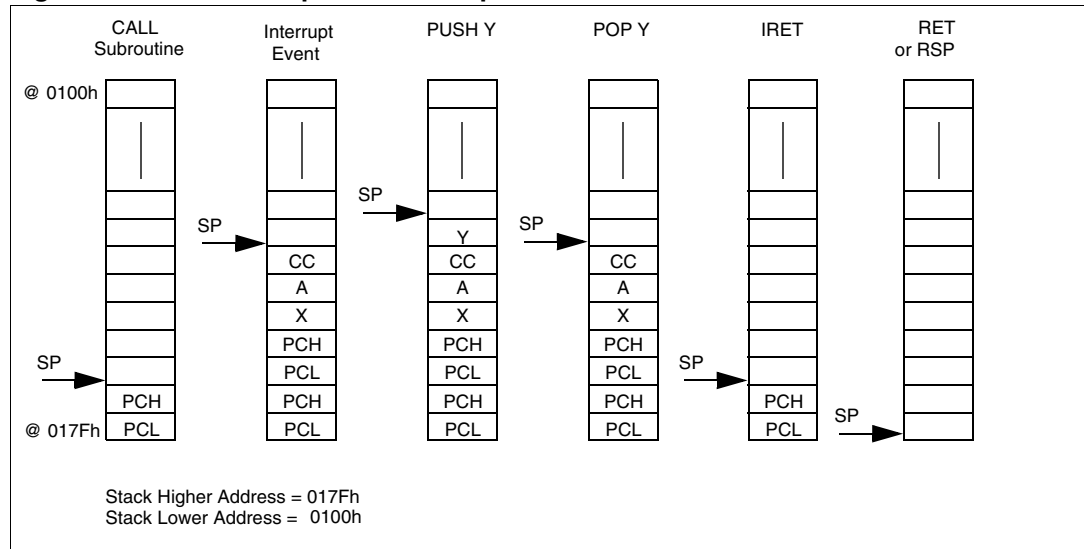 CALL
Subroutine
Interrupt
Event
PUSH Y
POP Y
IRET
RET
or RSP
@ 0100h
SP
SP
Y
SP
CC
CC
CC
A
A
A
X
X
X
PCH
PCH
PCH
SP
PCL
PCL
PCL
SP
PCH
PCH
PCH
PCH
PCH
SP
@ 017Fh
PCL
PCL
PCL
PCL
PCL
Stack Higher Address = 017Fh
Stack Lower Address = 0100h